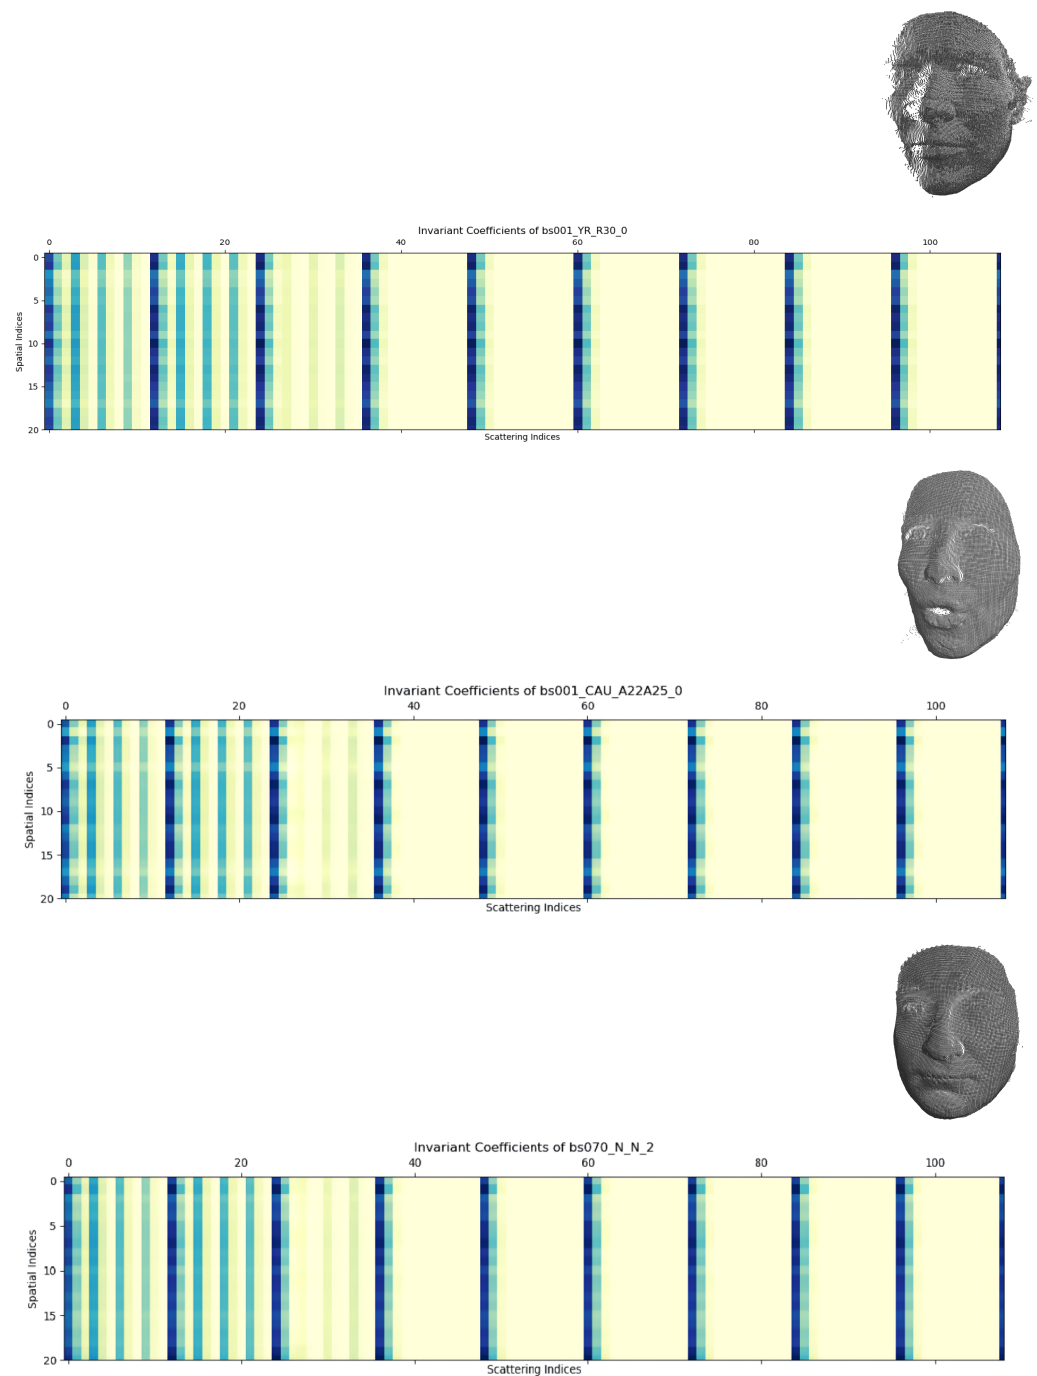 Invariant Coefficients of bs001_YR_R30_0
0 20 40 60 80 100
0
5
10
15
20
Spatial Indices
Scattering Indices
Invariant Coefficients of bs001_CAU_A22A25_0
0 20 40 60 80 100
0
5
10
15
20
Spatial Indices
Scattering Indices
Invariant Coefficients of bs070_N_N_2
0 20 40 60 80 100
0
5
10
15
20
Spatial Indices
Scattering Indices